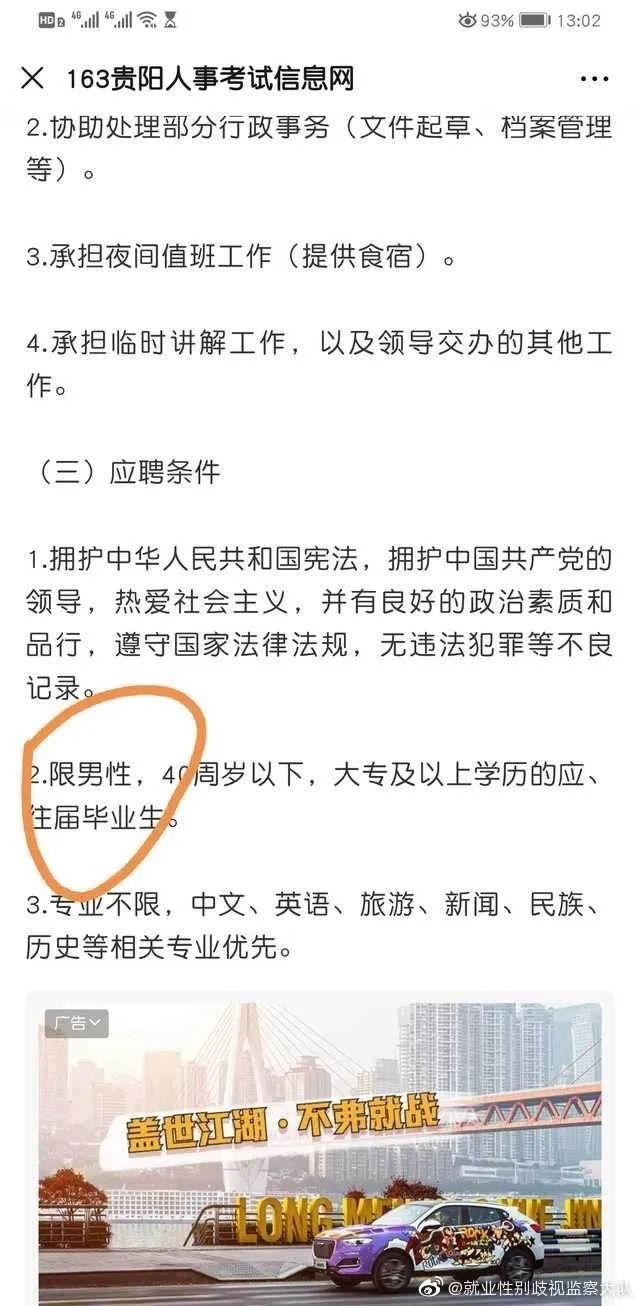 HD 2 4G 4G 93% 13:02
163贵阳人事考试信息网
2.协助处理部分行政事务（文件起草、档案管理
等）。
3.承担夜间值班工作（提供食宿）。
4.承担临时讲解工作，以及领导交办的其他工
作。
（三）应聘条件
1.拥护中华人民共和国宪法，拥护中国共产党的
领导，热爱社会主义，并有良好的政治素质和
品行，遵守国家法律法规，无违法犯罪等不良
记录。
2.限男性，40周岁以下，大专及以上学历的应、
往届毕业生。
3.专业不限，中文、英语、旅游、新闻、民族、
历史等相关专业优先。
广告
盖世江湖·不弗就战
LONG MEN
JIN
@就业性别歧视监察大队